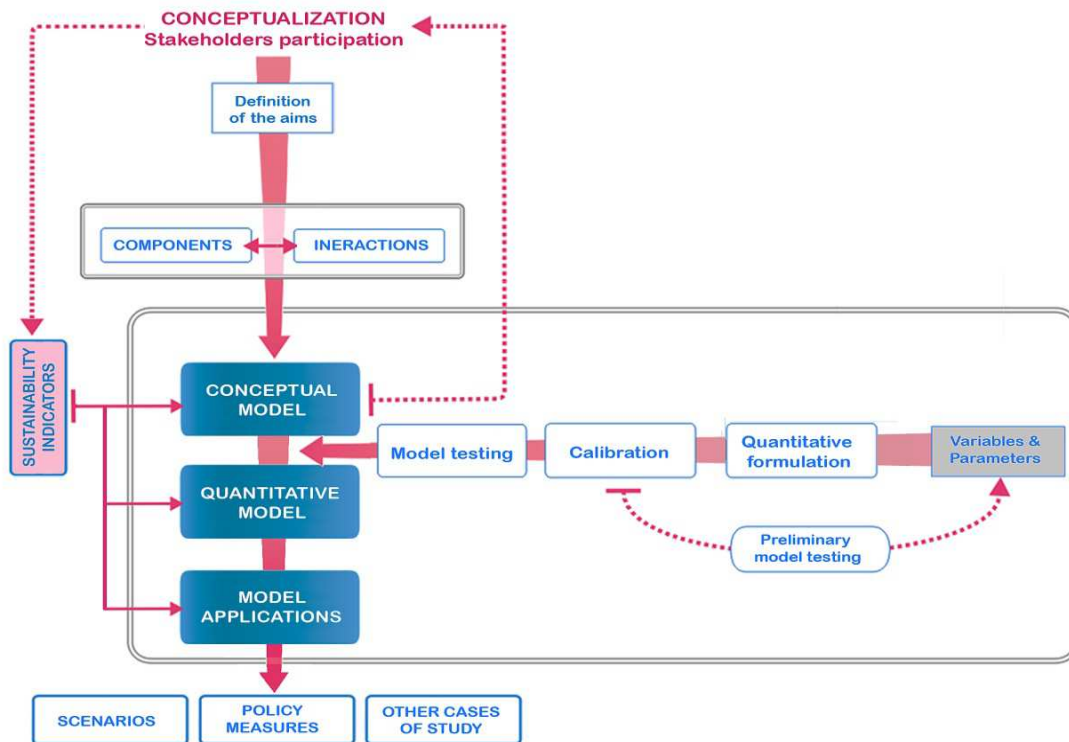 CONCEPTUALIZATION
Stakeholders participation
Definition
of the aims
COMPONENTS
INERACTIONS
SUSTAINABILITY
INDICATORS
CONCEPTUAL
MODEL
Model testing
Calibration
Quantitative
formulation
Variables &
Parameters
QUANTITATIVE
MODEL
Preliminary
model testing
MODEL
APPLICATIONS
SCENARIOS
POLICY
MEASURES
OTHER CASES
OF STUDY